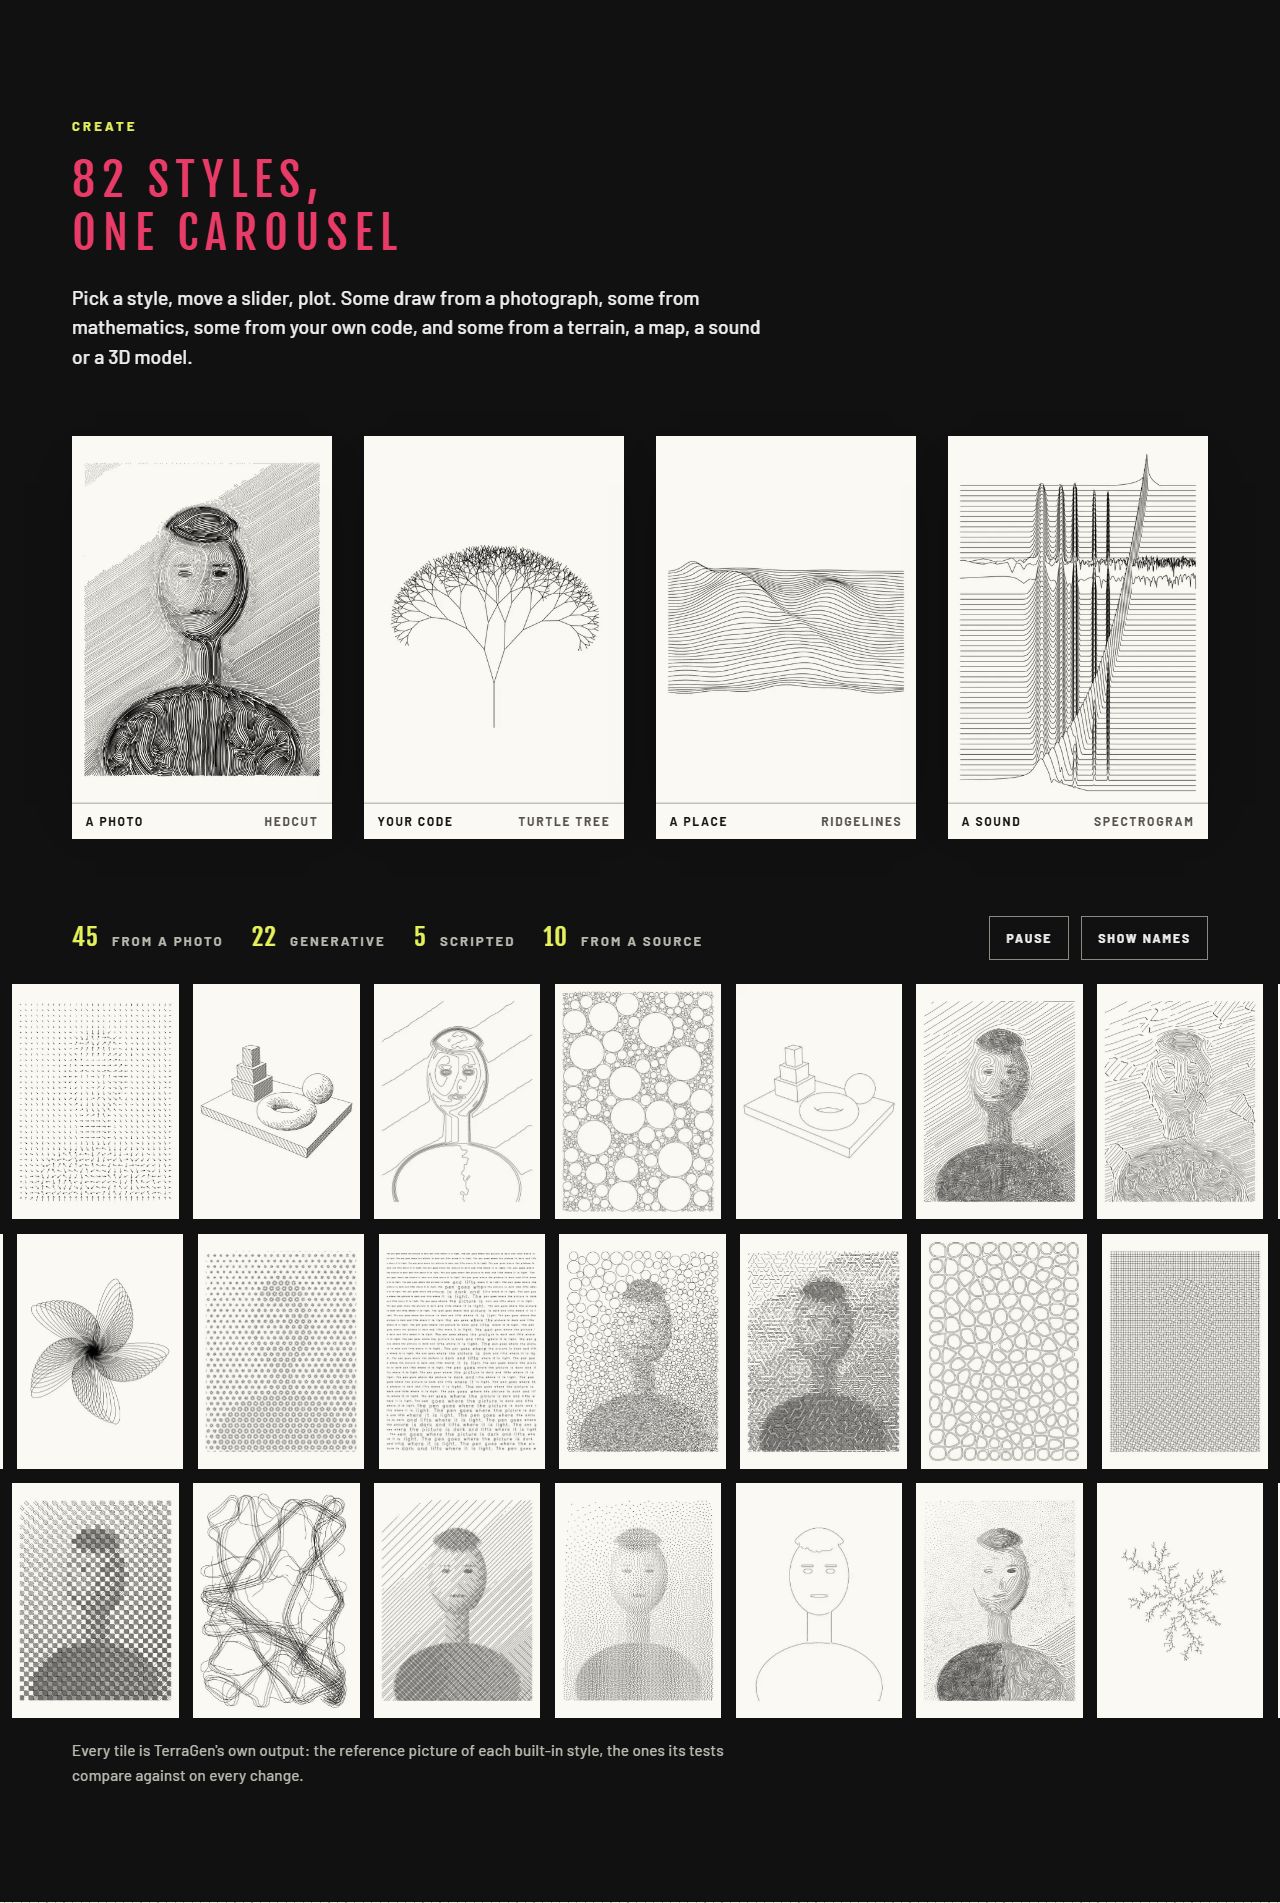 CREATE
82 STYLES,
ONE CAROUSEL
Pick a style, move a slider, plot. Some draw from a photograph, some from
mathematics, some from your own code, and some from a terrain, a map, a sound
or a 3D model.
A PHOTO HEDCUT
YOUR CODE TURTLE TREE
A PLACE RIDGELINES
A SOUND SPECTROGRAM
45 FROM A PHOTO 22 GENERATIVE 5 SCRIPTED 10 FROM A SOURCE
PAUSE SHOW NAMES
Every tile is TerraGen's own output: the reference picture of each built-in style, the ones its tests
compare against on every change.